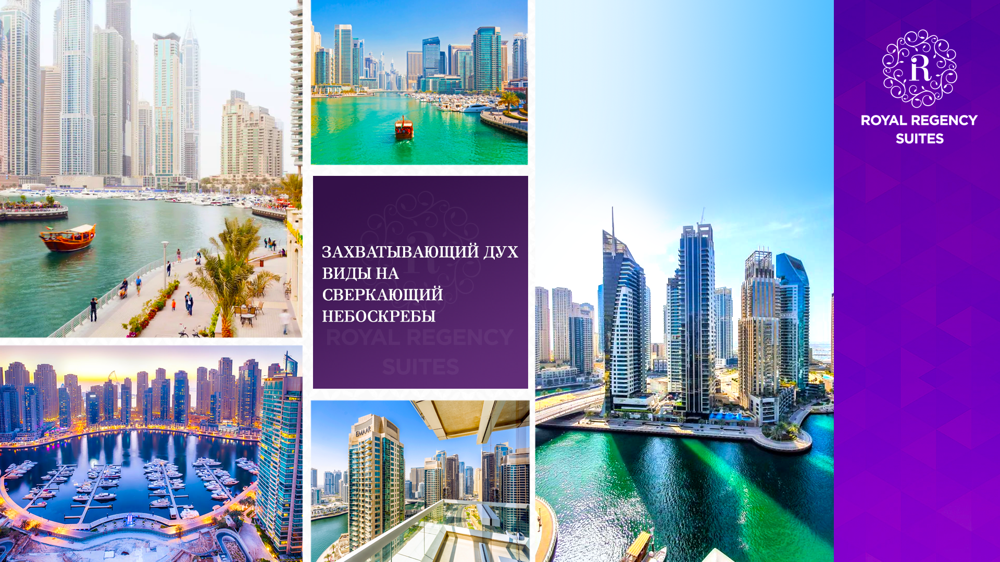 ЗАХВАТЫВАЮЩИЙ ДУХ
ВИДЫ НА
СВЕРКАЮЩИЙ
НЕБОСКРЕБЫ
ROYAL REGENCY
SUITES
EMAAR
R
ROYAL REGENCY
SUITES